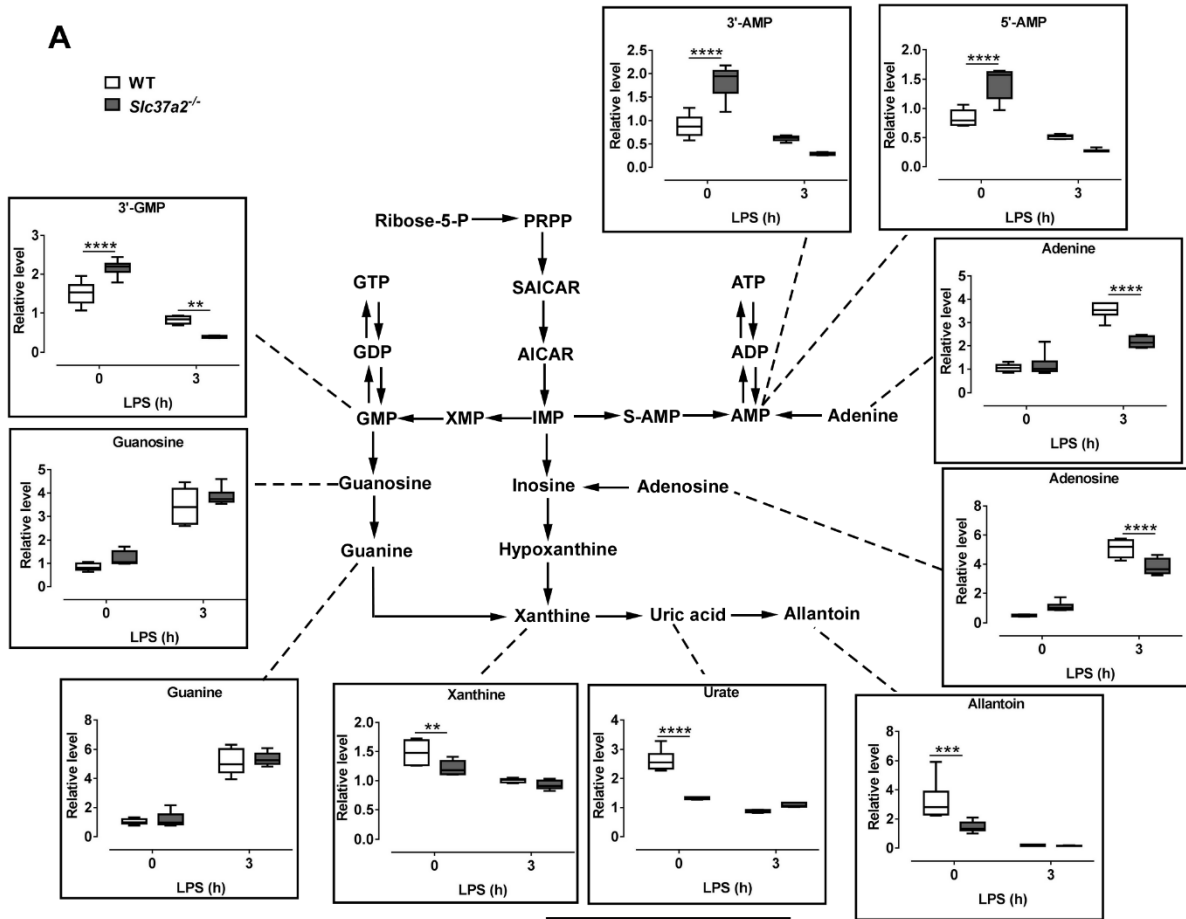 A
WT
Slc37a2-/-
3'-AMP
Relative level
2.5
2.0
1.5
1.0
0.5
0.0
****
0
3
LPS (h)
5'-AMP
Relative level
2.0
1.5
1.0
0.5
0.0
****
0
3
LPS (h)
3'-GMP
Relative level
3
2
1
0
****
**
0
3
LPS (h)
Adenine
Relative level
5
4
3
2
1
0
****
0
3
LPS (h)
Ribose-5-P
PRPP
GTP
SAICAR
ATP
GDP
AICAR
ADP
GMP
XMP
IMP
S-AMP
AMP
Adenine
Guanosine
Inosine
Adenosine
Guanine
Hypoxanthine
Xanthine
Uric acid
Allantoin
Guanosine
Relative level
5
4
3
2
1
0
0
3
LPS (h)
Adenosine
Relative level
8
6
4
2
0
****
0
3
LPS (h)
Guanine
Relative level
8
6
4
2
0
0
3
LPS (h)
Xanthine
Relative level
2.0
1.5
1.0
0.5
0.0
**
0
3
LPS (h)
Urate
Relative level
4
3
2
1
0
****
0
3
LPS (h)
Allantoin
Relative level
8
6
4
2
0
***
0
3
LPS (h)